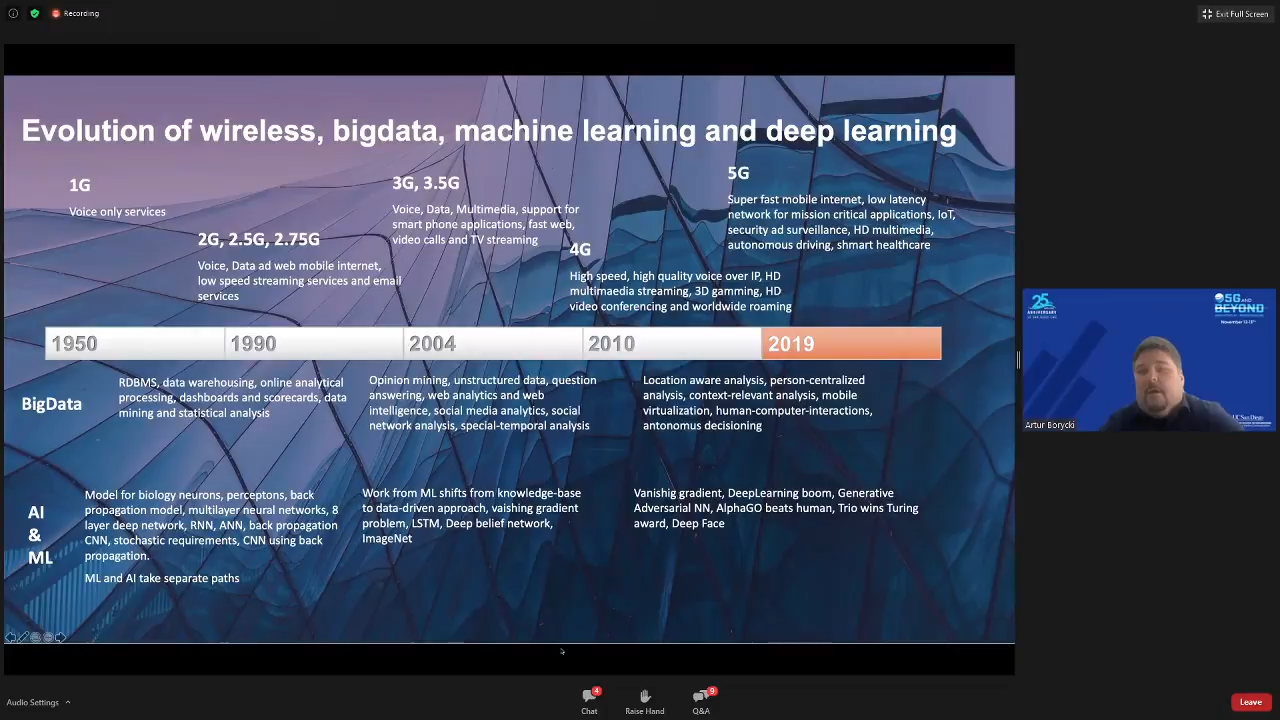 Recording
Exit Full Screen
Evolution of wireless, bigdata, machine learning and deep learning
1G
Voice only services
2G, 2.5G, 2.75G
Voice, Data ad web mobile internet,
low speed streaming services and email
services
3G, 3.5G
Voice, Data, Multimedia, support for
smart phone applications, fast web,
video calls and TV streaming
4G
High speed, high quality voice over IP, HD
multimaedia streaming, 3D gamming, HD
video conferencing and worldwide roaming
5G
Super fast mobile internet, low latency
network for mission critical applications, IoT,
security ad surveillance, HD multimedia,
autonomous driving, shmart healthcare
1950
1990
2004
2010
2019
BigData
RDBMS, data warehousing, online analytical
processing, dashboards and scorecards, data
mining and statistical analysis
Opinion mining, unstructured data, question
answering, web analytics and web
intelligence, social media analytics, social
network analysis, special-temporal analysis
Location aware analysis, person-centralized
analysis, context-relevant analysis, mobile
virtualization, human-computer-interactions,
antonomus decisioning
AI
&
ML
Model for biology neurons, perceptons, back
propagation model, multilayer neural networks, 8
layer deep network, RNN, ANN, back propagation
CNN, stochastic requirements, CNN using back
propagation.
ML and AI take separate paths
Work from ML shifts from knowledge-base
to data-driven approach, vaishing gradient
problem, LSTM, Deep belief network,
ImageNet
Vanishig gradient, DeepLearning boom, Generative
Adversarial NN, AlphaGO beats human, Trio wins Turing
award, Deep Face
25
ANNIVERSARY
5G AND
BEYOND
UC San Diego
Artur Borycki
Audio Settings
4
Chat
Raise Hand
9
Q&A
Leave